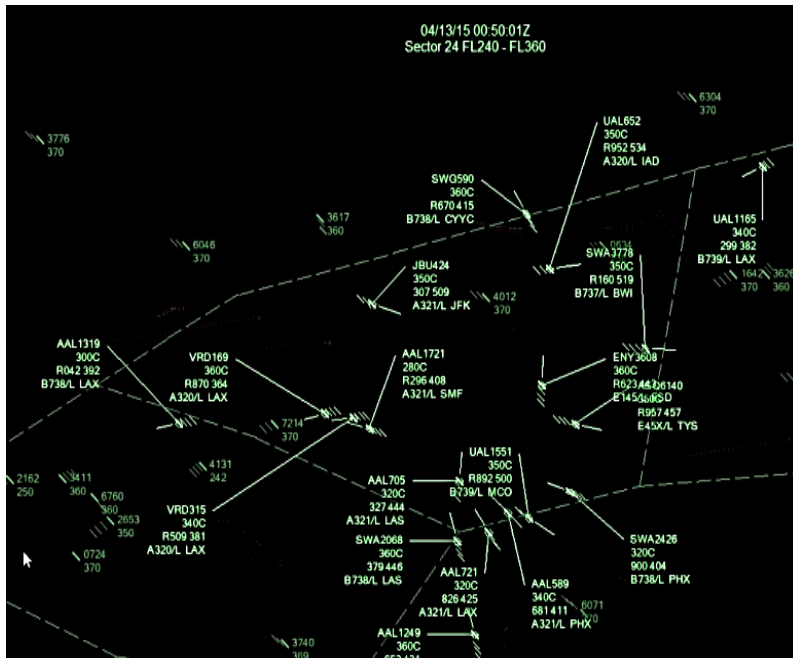 04/13/15 00:50:01Z
Sector 24 FL240 - FL360
6304
370
UAL652
350C
R952 534
A320/L IAD
3776
370
SWG590
360C
R670 415
B738/L CYYC
UAL1165
340C
299 382
B739/L LAX
3617
360
6046
370
0634
SWA3778
350C
R160 519
B737/L BWI
JBU424
350C
307 509
A321/L JFK
4012
370
1642
370
3626
360
AAL1319
300C
R042 392
B738/L LAX
VRD169
360C
R870 364
A320/L LAX
AAL1721
280C
R296 408
A321/L SMF
ENY3608
360C
6140
R957 457
E45X/L TYS
7214
370
4131
242
2162
250
3411
360
6760
360
2653
350
0724
370
UAL1551
350C
R892 500
B739/L MCO
AAL705
320C
327 444
A321/L LAS
VRD315
340C
R509 381
A320/L LAX
SWA2068
360C
379 446
B738/L LAS
SWA2426
320C
900 404
B738/L PHX
AAL721
320C
826 425
A321/L LAX
AAL589
340C
681 411
A321/L PHX
6071
AAL1249
360C
3740
369